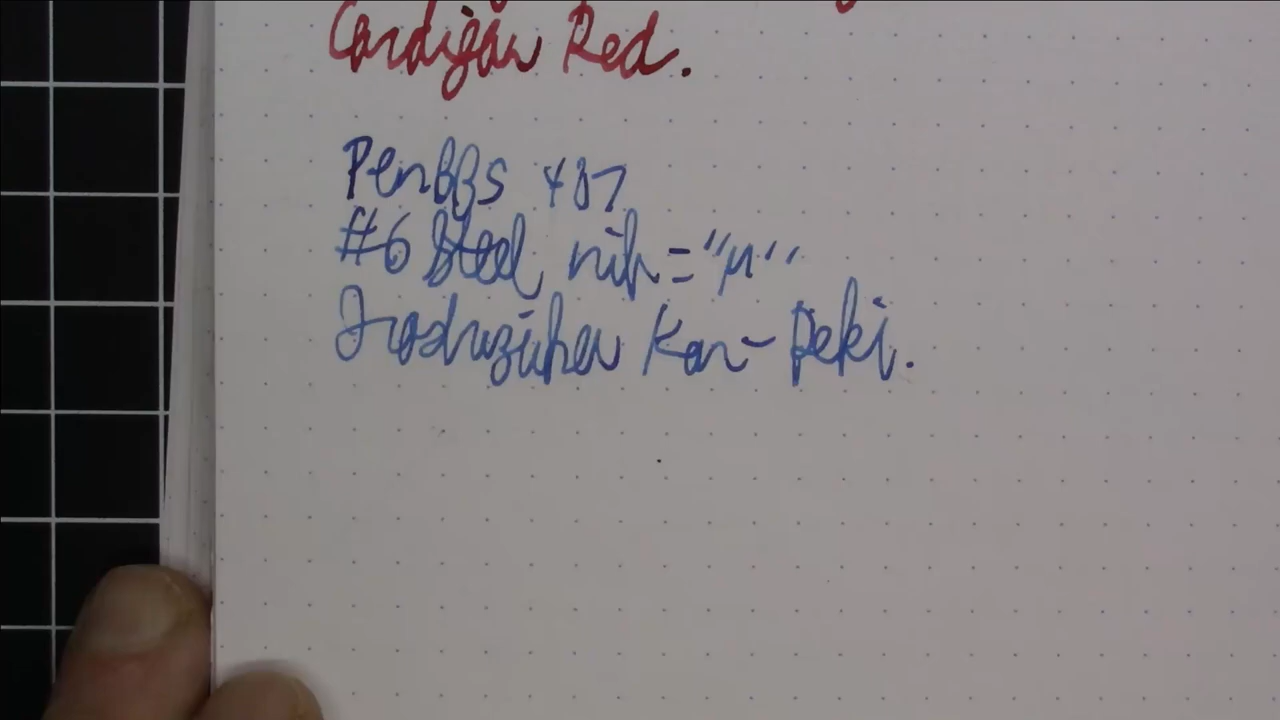 Cardigan Red.
PenBBS 487
#6 Steel nib = "M"
Iroshizuku Kon-Peki.